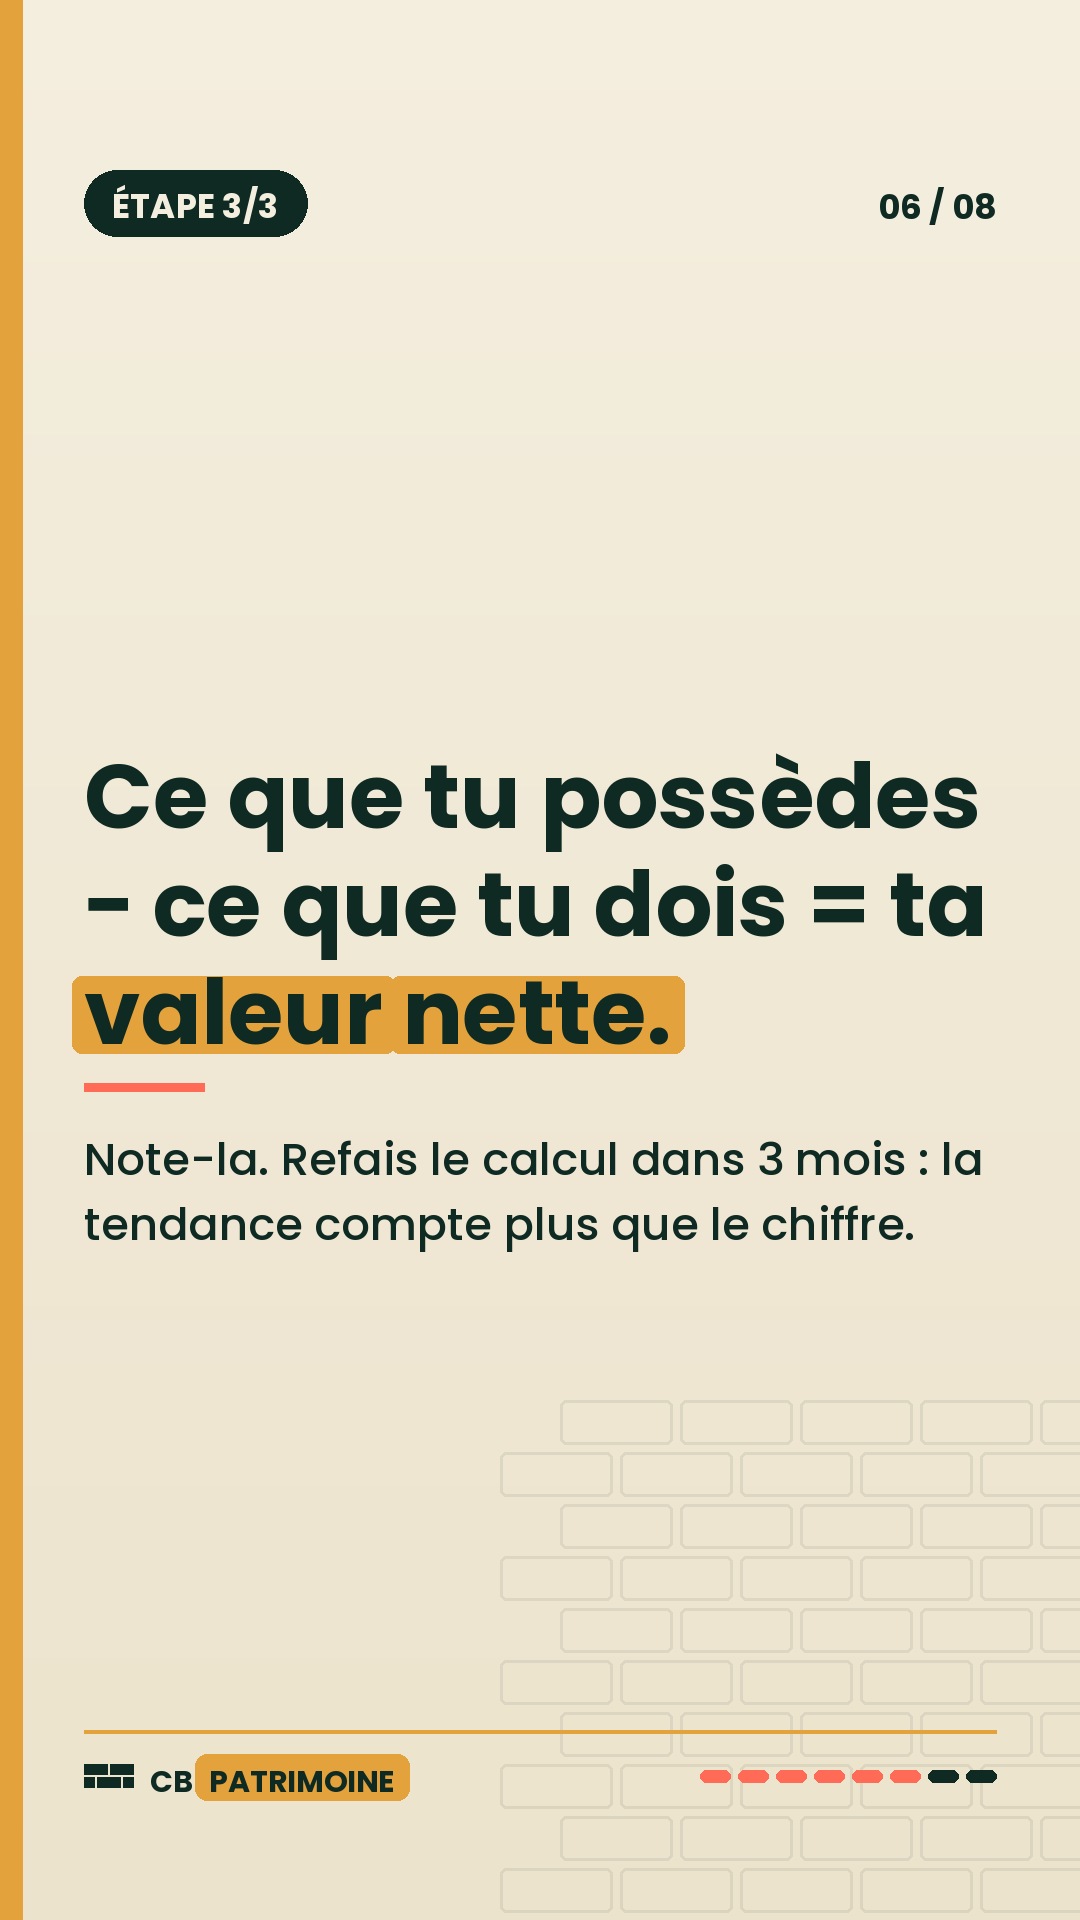 ÉTAPE 3/3
06 / 08
Ce que tu possèdes
- ce que tu dois = ta
valeur nette.
Note-la. Refais le calcul dans 3 mois : la
tendance compte plus que le chiffre.
CB PATRIMOINE